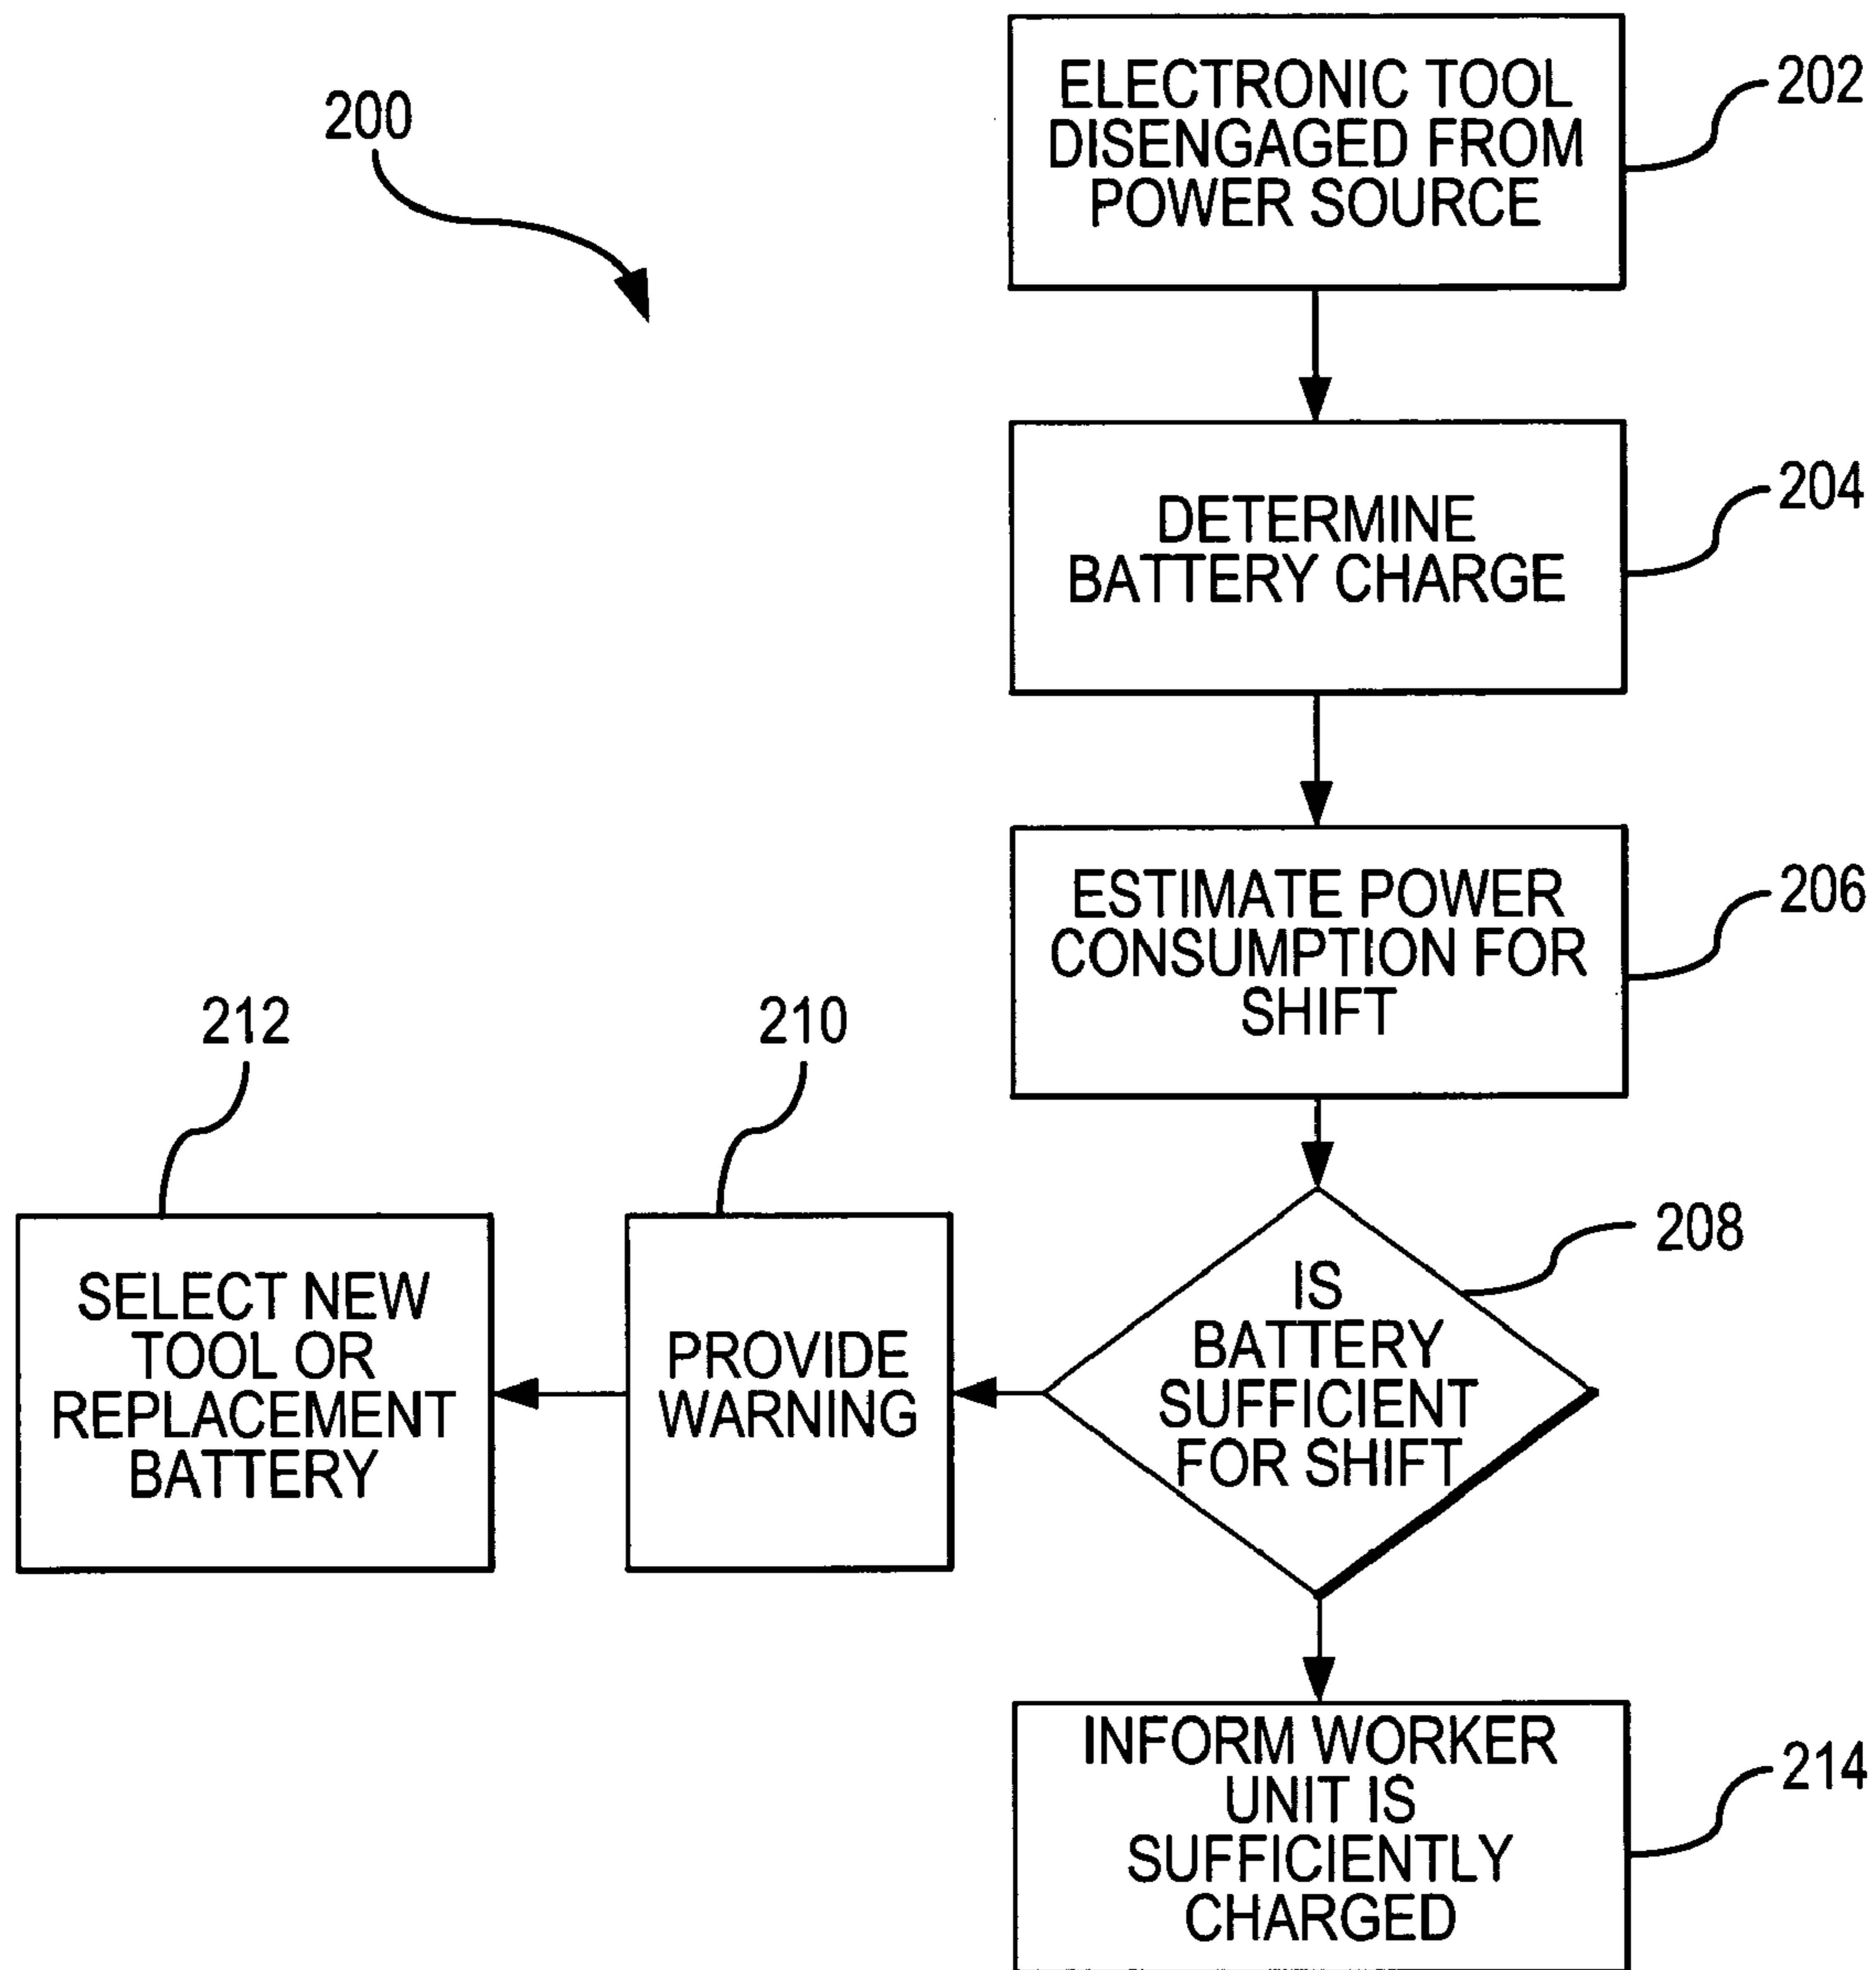 200
ELECTRONIC TOOL
DISENGAGED FROM
POWER SOURCE
202
DETERMINE
BATTERY CHARGE
204
ESTIMATE POWER
CONSUMPTION FOR
SHIFT
206
IS
BATTERY
SUFFICIENT
FOR SHIFT
208
210
PROVIDE
WARNING
212
SELECT NEW
TOOL OR
REPLACEMENT
BATTERY
INFORM WORKER
UNIT IS
SUFFICIENTLY
CHARGED
214